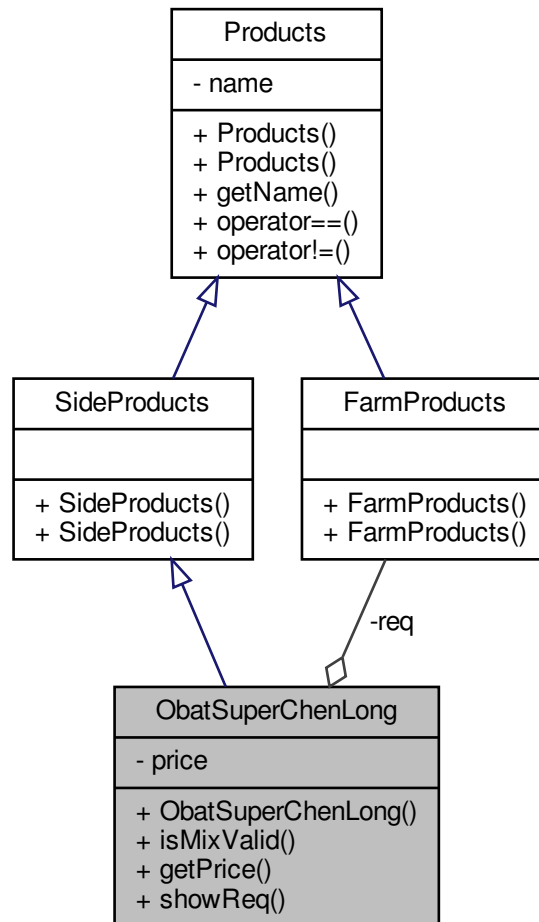 Products
- name
+ Products()
+ Products()
+ getName()
+ operator==()
+ operator!=()
SideProducts
+ SideProducts()
+ SideProducts()
FarmProducts
+ FarmProducts()
+ FarmProducts()
-req
ObatSuperChenLong
- price
+ ObatSuperChenLong()
+ isMixValid()
+ getPrice()
+ showReq()